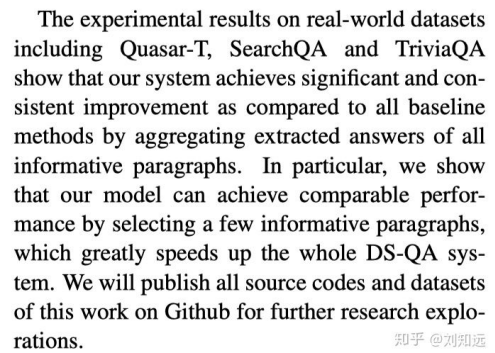 The experimental results on real-world datasets
including Quasar-T, SearchQA and TriviaQA
show that our system achieves significant and con-
sistent improvement as compared to all baseline
methods by aggregating extracted answers of all
informative paragraphs. In particular, we show
that our model can achieve comparable perfor-
mance by selecting a few informative paragraphs,
which greatly speeds up the whole DS-QA sys-
tem. We will publish all source codes and datasets
of this work on Github for further research explo-
rations.
知乎 @刘知远